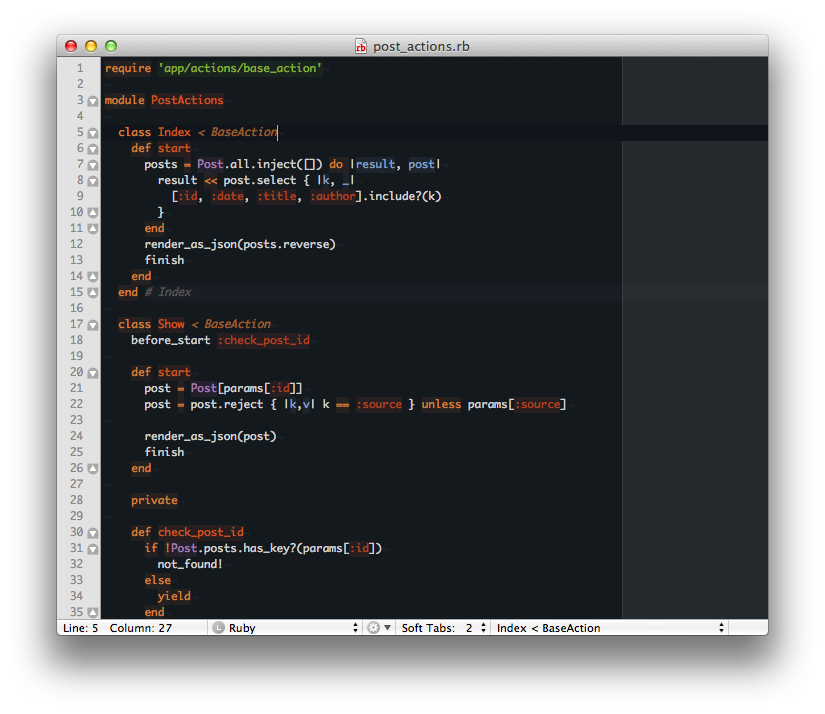 post_actions.rb
1 require 'app/actions/base_action'
2
3 module PostActions
4
5 class Index < BaseAction
6 def start
7 posts = Post.all.inject([]) do |result, post|
8 result << post.select { |k, _|
9 [:id, :date, :title, :author].include?(k)
10 }
11 end
12 render_as_json(posts.reverse)
13 finish
14 end
15 end # Index
16
17 class Show < BaseAction
18 before_start :check_post_id
19
20 def start
21 post = Post[params[:id]]
22 post = post.reject { |k,v| k == :source } unless params[:source]
23
24 render_as_json(post)
25 finish
26 end
27
28 private
29
30 def check_post_id
31 if !Post.posts.has_key?(params[:id])
32 not_found!
33 else
34 yield
35 end
Line: 5 Column: 27 L Ruby Soft Tabs: 2 Index < BaseAction